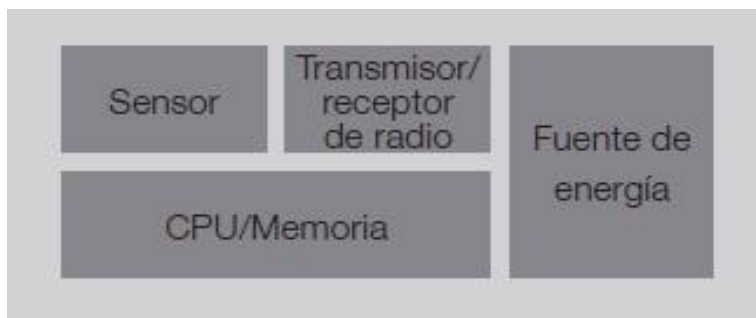 Sensor
Transmisor/
receptor
de radio
Fuente de
energía
CPU/Memoria